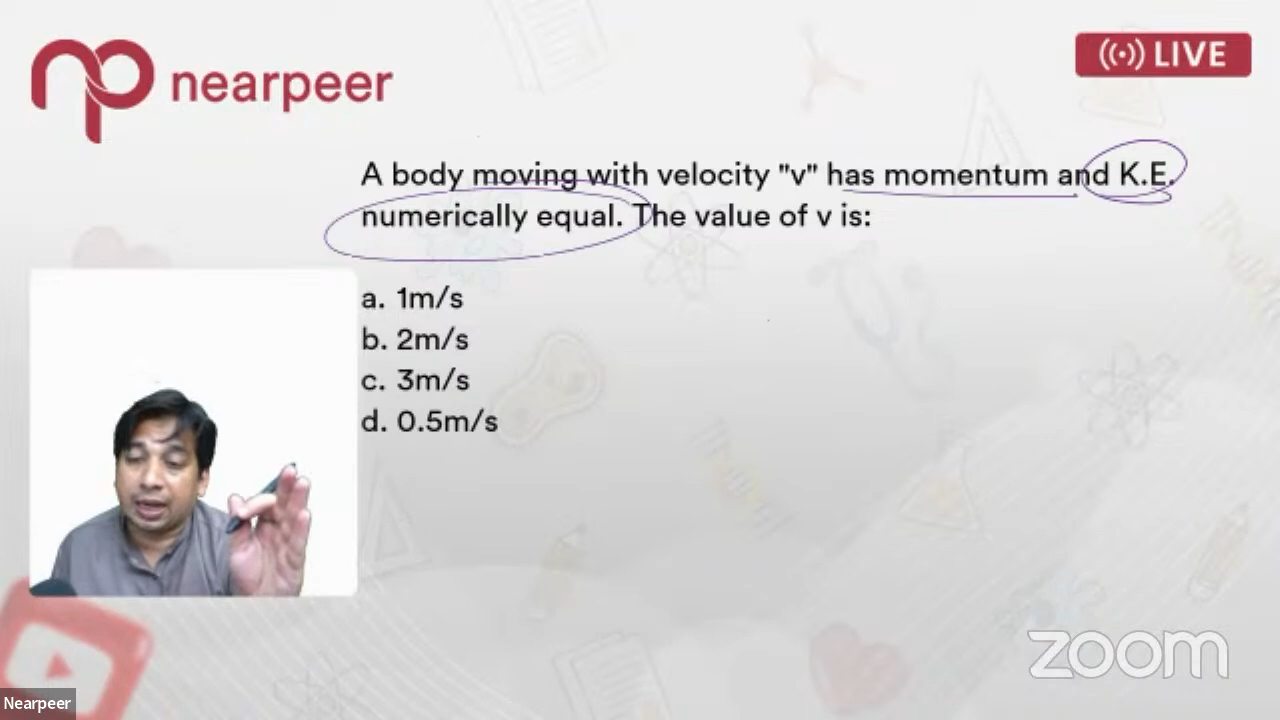 nearpeer
LIVE
A body moving with velocity "v" has momentum and K.E.
numerically equal. The value of v is:
a. 1m/s
b. 2m/s
c. 3m/s
d. 0.5m/s
zoom
Nearpeer